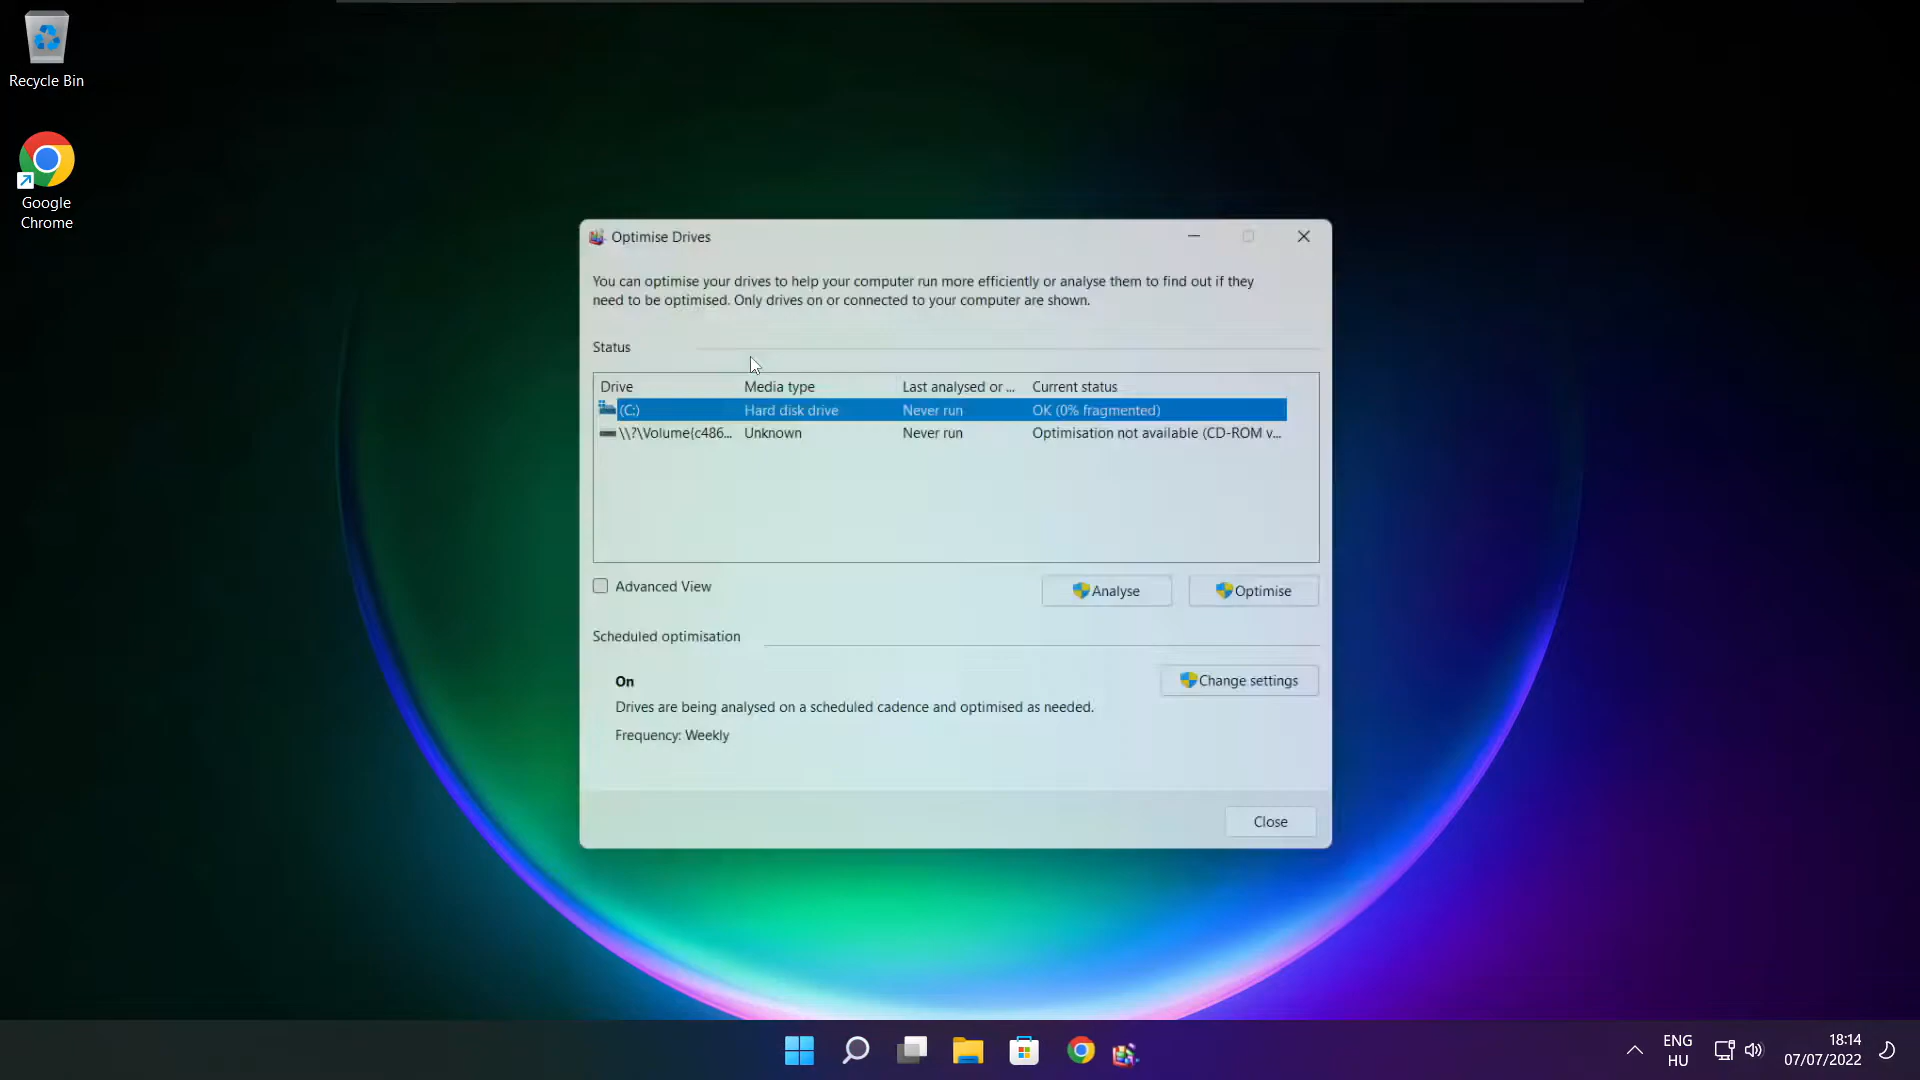 Recycle Bin
Google
Chrome
Optimise Drives
You can optimise your drives to help your computer run more efficiently or analyse them to find out if they
need to be optimised. Only drives on or connected to your computer are shown.
Status
Drive Media type Last analysed or ... Current status
(C:) Hard disk drive Never run OK (0% fragmented)
\\?\Volume{c486... Unknown Never run Optimisation not available (CD-ROM v...
Advanced View
Analyse
Optimise
Scheduled optimisation
On
Change settings
Drives are being analysed on a scheduled cadence and optimised as needed.
Frequency: Weekly
Close
ENG
HU
18:14
07/07/2022